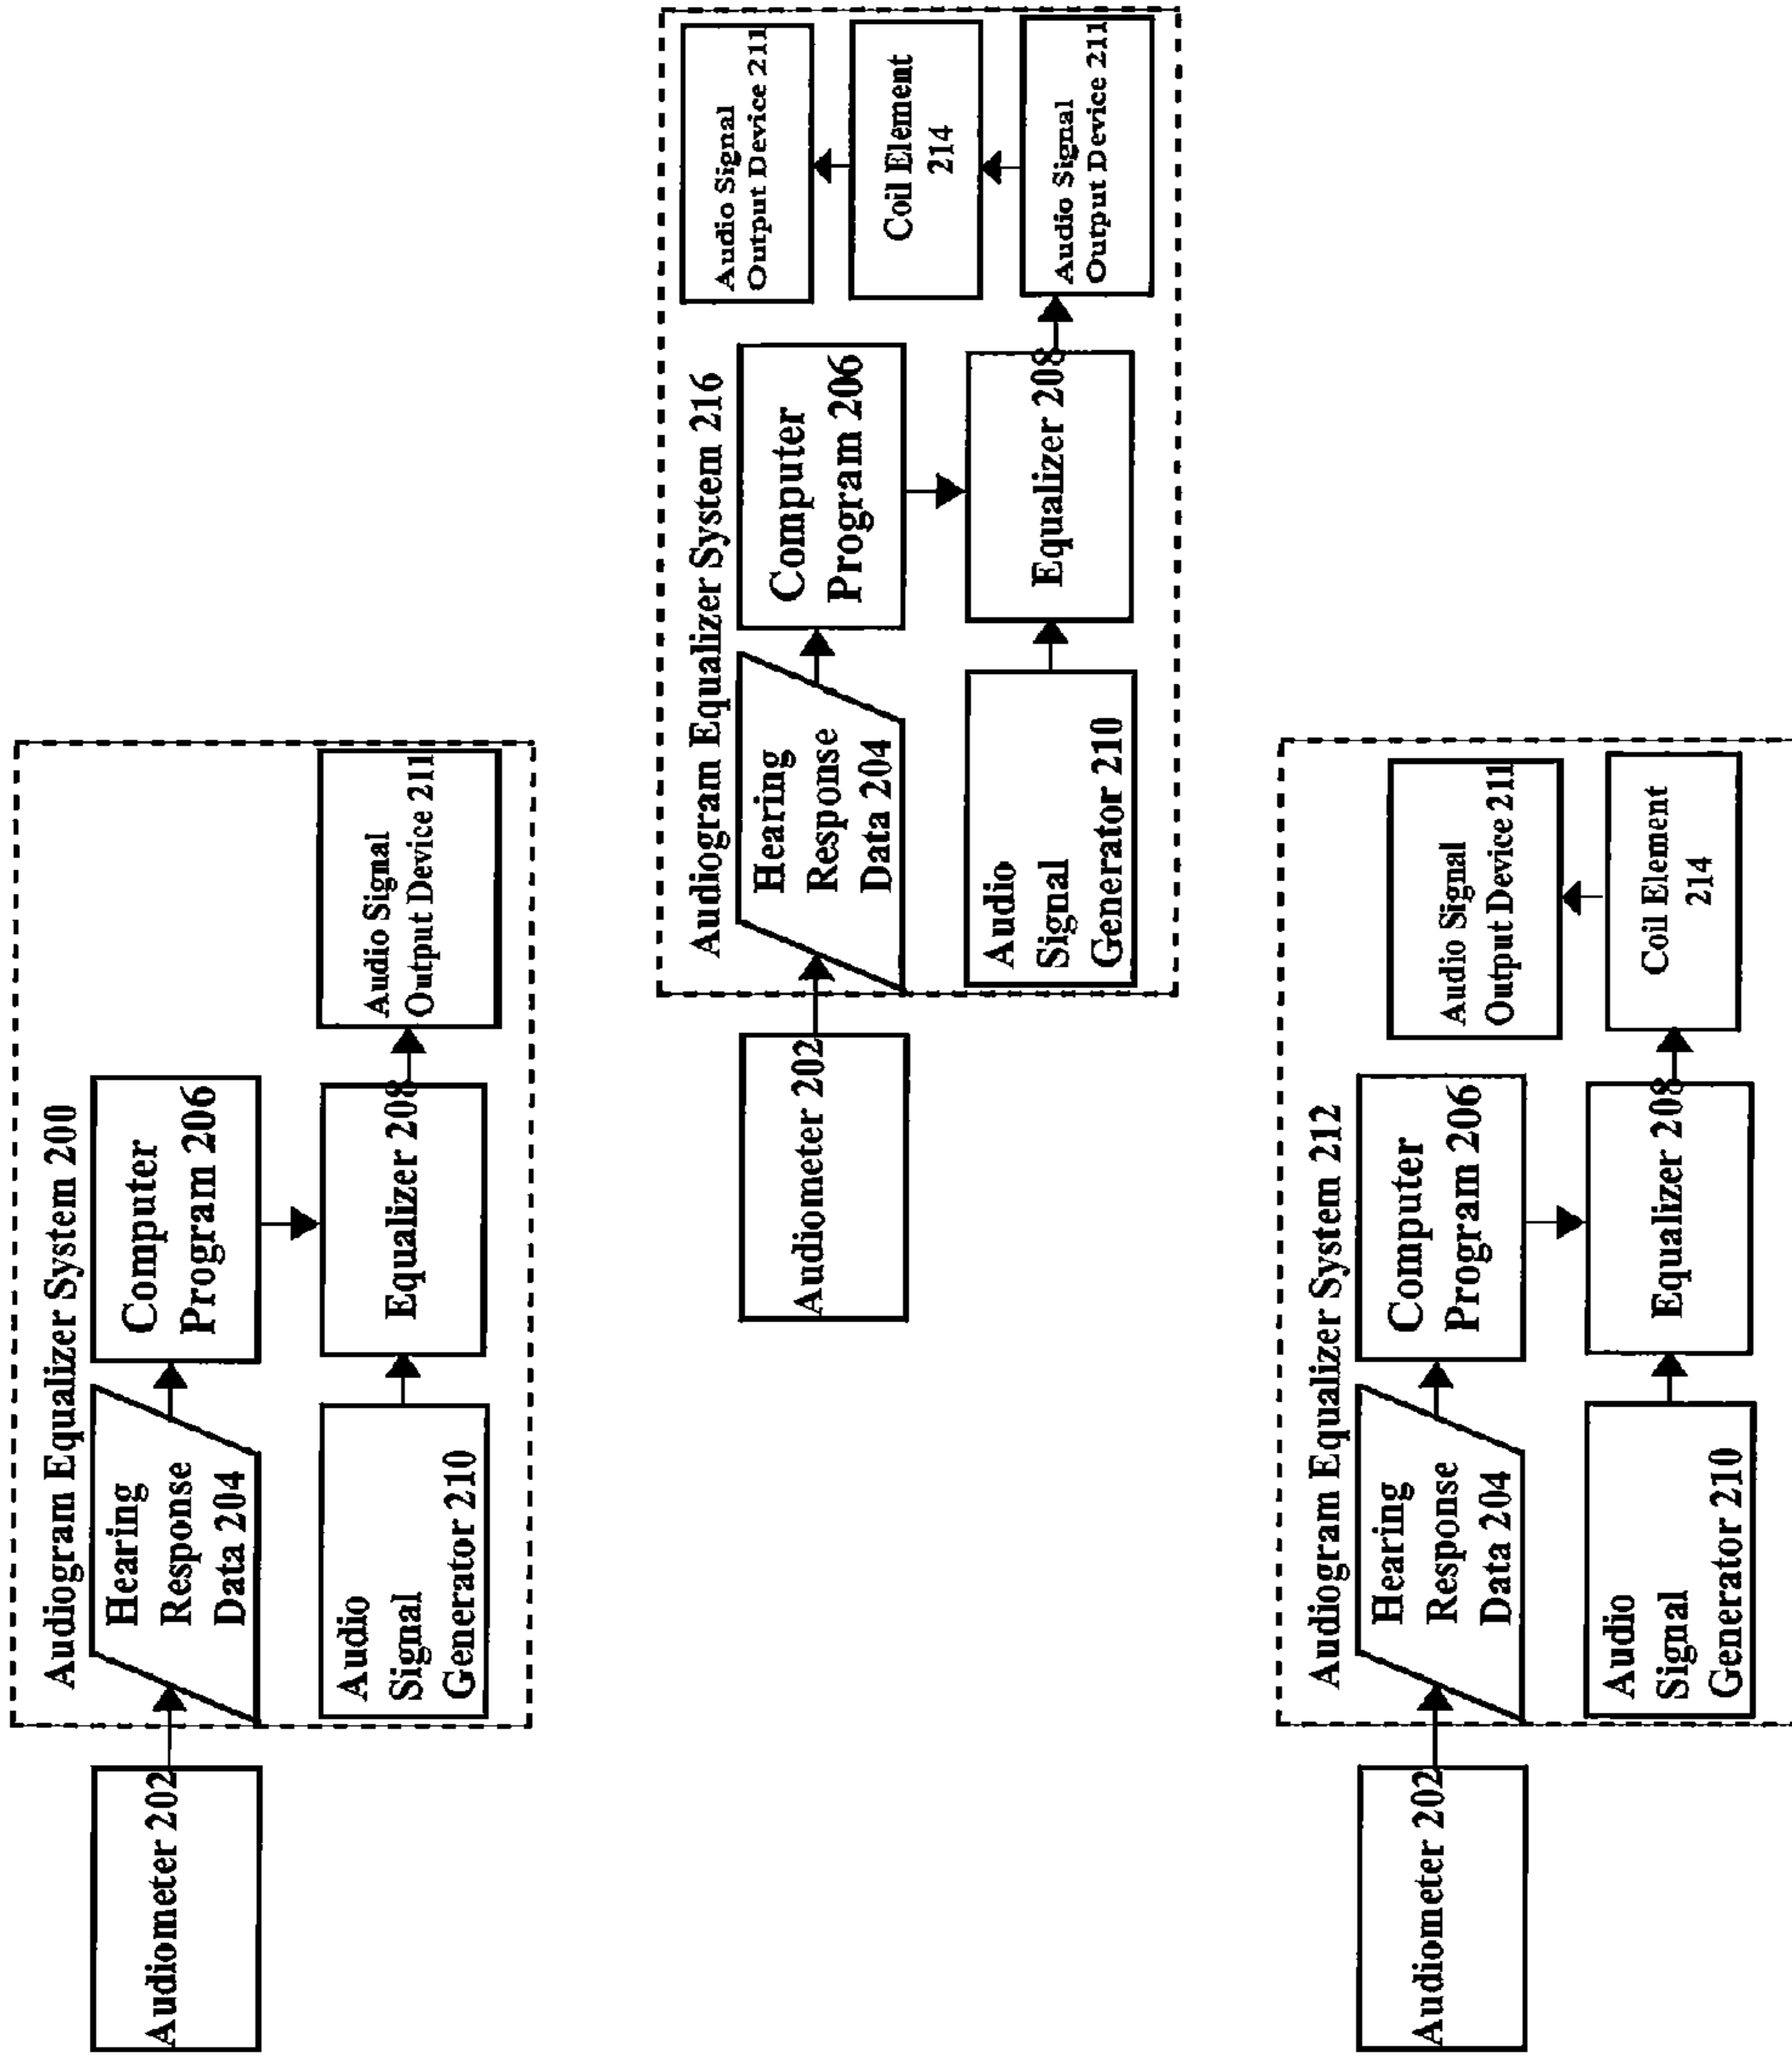 Audiogram Equalizer System 200
Audiometer 202
Hearing
Response
Data 204
Computer
Program 206
Audio
Signal
Generator 210
Equalizer 208
Audio Signal
Output Device 211
Audiogram Equalizer System 216
Audiometer 202
Hearing
Response
Data 204
Computer
Program 206
Audio
Signal
Generator 210
Equalizer 208
Audio Signal
Output Device 211
Coil Element
214
Audio Signal
Output Device 211
Audiogram Equalizer System 212
Audiometer 202
Hearing
Response
Data 204
Computer
Program 206
Audio
Signal
Generator 210
Equalizer 208
Audio Signal
Output Device 211
Coil Element
214